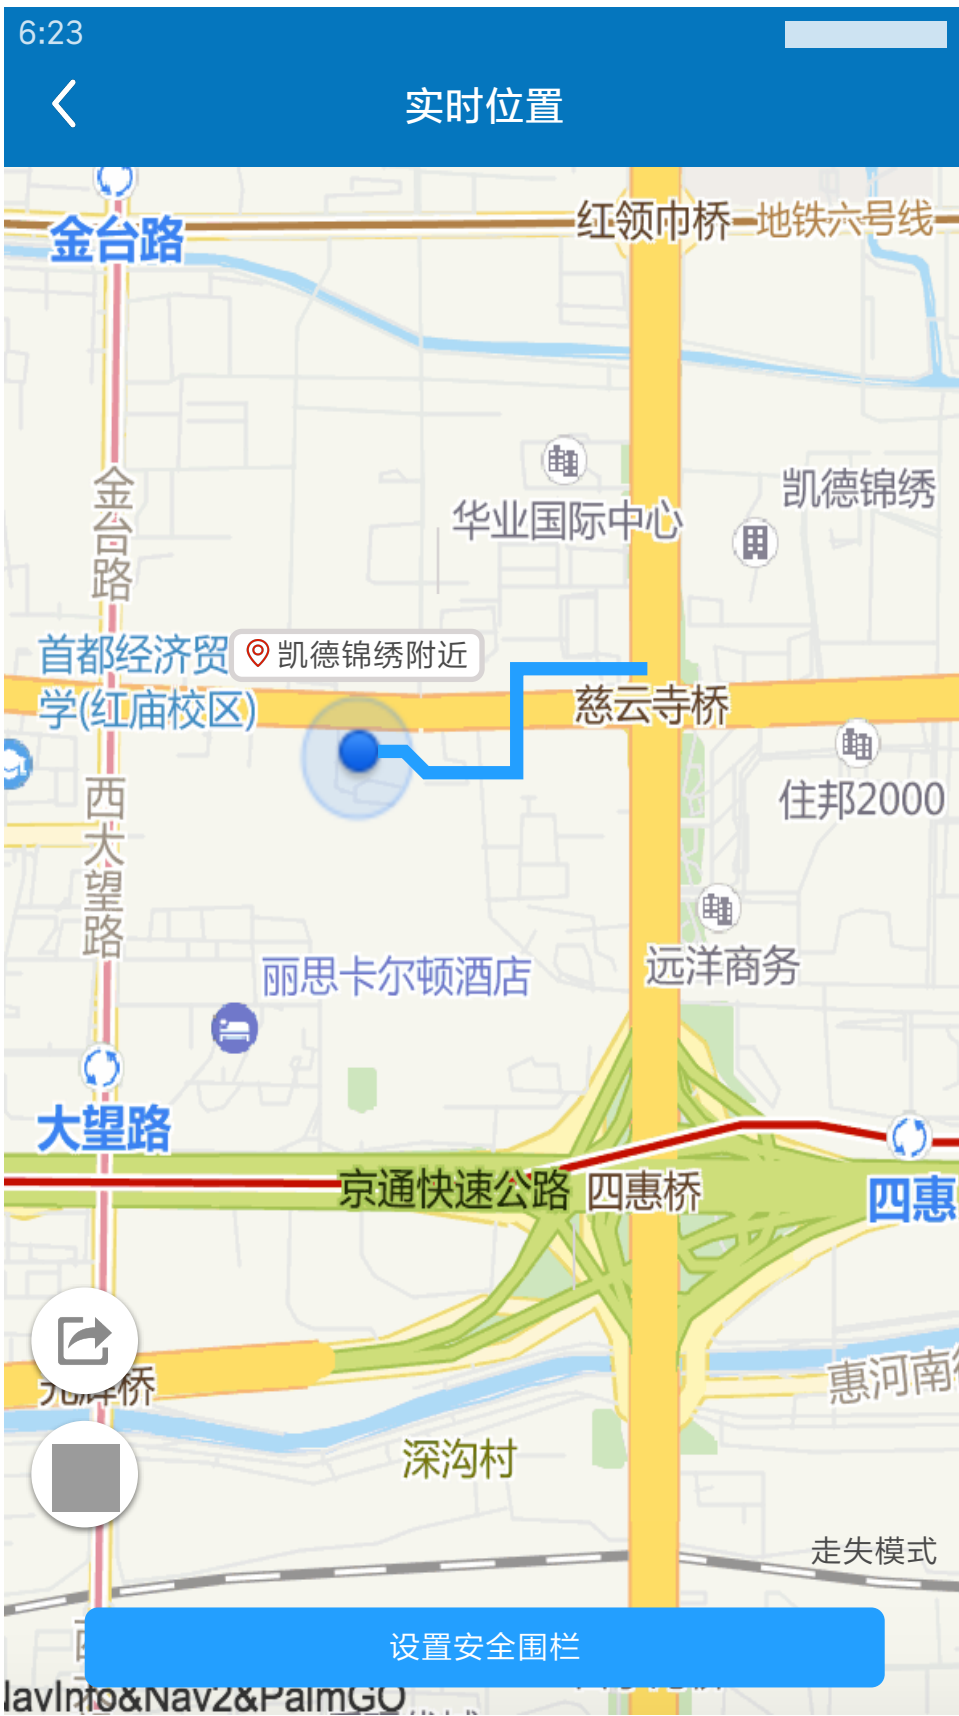 6:23
实时位置
金台路
红领巾桥
地铁六号线
金台路
华业国际中心
凯德锦绣
首都经济贸
学(红庙校区)
凯德锦绣附近
慈云寺桥
住邦2000
西大望路
丽思卡尔顿酒店
远洋商务
大望路
京通快速公路
四惠桥
四惠
惠河南
深沟村
走失模式
设置安全围栏
NavInfo&Nav2&PalmGO